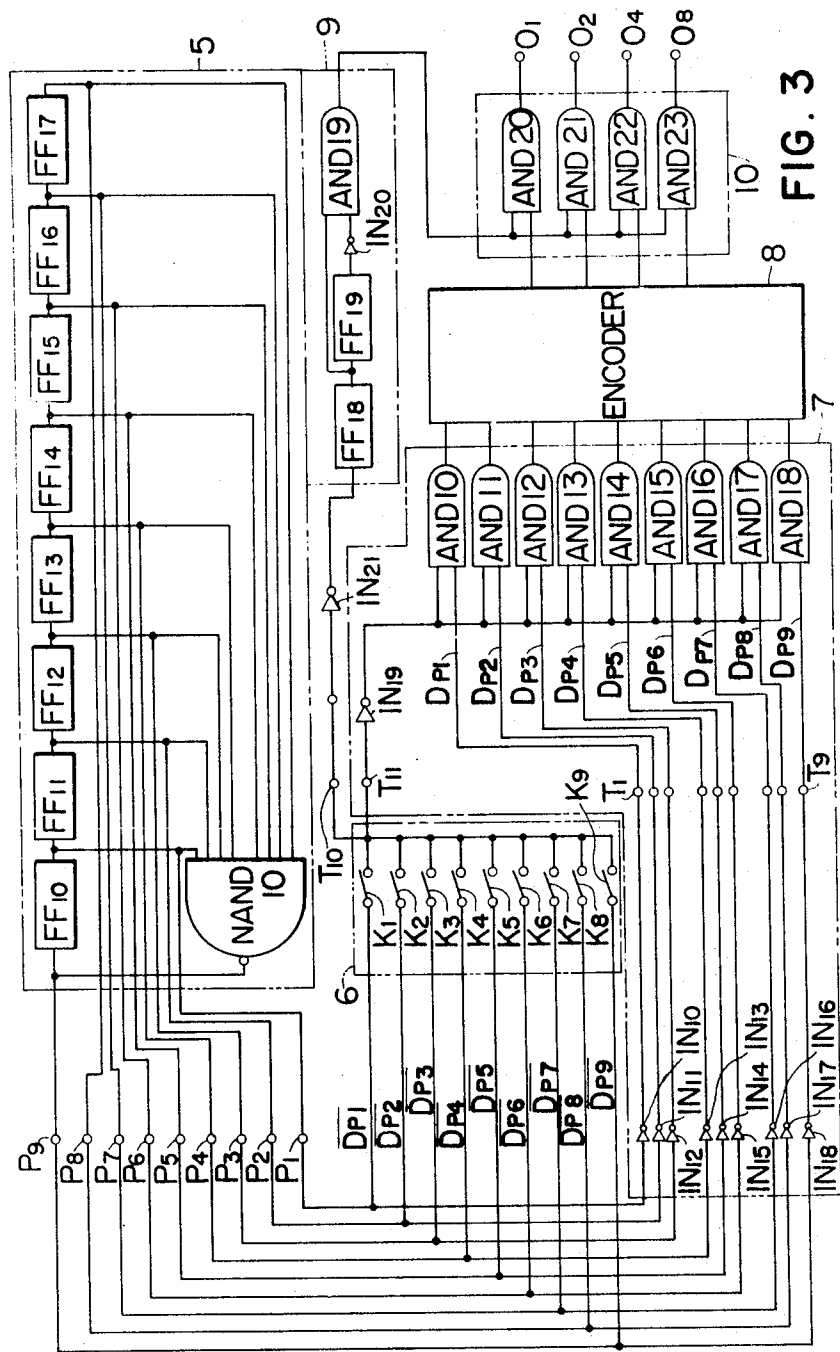 5
9
FF10
FF11
FF12
FF13
FF14
FF15
FF16
FF17
NAND
10
P9
P8
P7
P6
P5
P4
P3
P2
P1
FF18
FF19
IN20
AND19
IN21
IN19
T10
T11
6
K1
K2
K3
K4
K5
K6
K7
K8
K9
DP1
DP2
DP3
DP4
DP5
DP6
DP7
DP8
DP9
IN10
IN11
IN12
IN13
IN14
IN15
IN16
IN17
IN18
T1
T9
DP1
DP2
DP3
DP4
DP5
DP6
DP7
DP8
DP9
AND10
AND11
AND12
AND13
AND14
AND15
AND16
AND17
AND18
7
ENCODER
8
AND20
AND21
AND22
AND23
10
O1
O2
O4
O8
FIG. 3